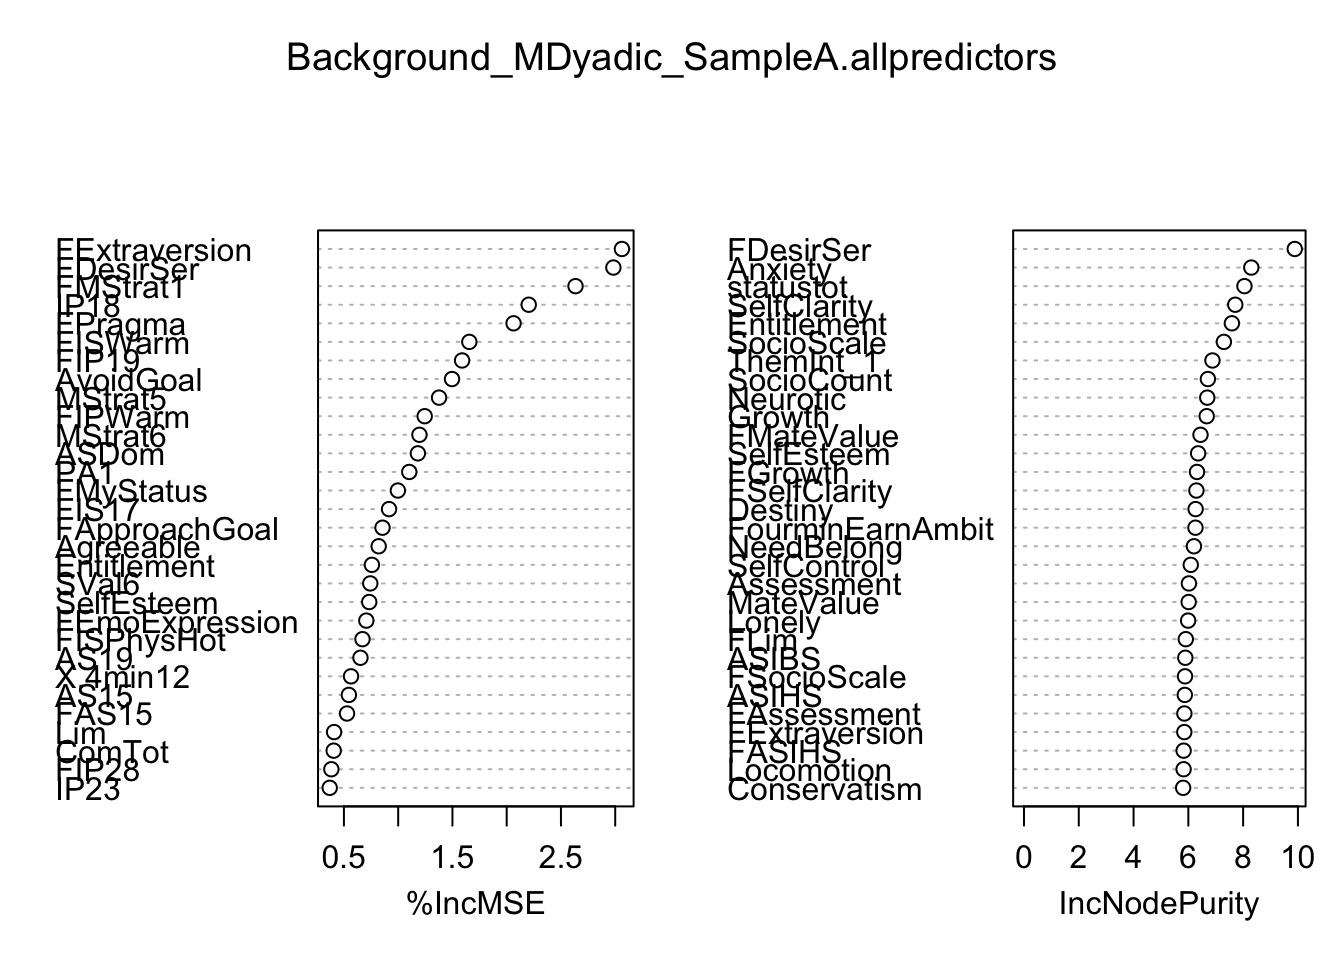 Background_MDyadic_SampleA.allpredictors
FExtraversion
FDesirSer
FMStrat1
IP18
FPragma
FISWarm
FIP19
AvoidGoal
MStrat5
FIPWarm
MStrat6
ASDom
PA1
FMyStatus
FIS17
FApproachGoal
Agreeable
Entitlement
SVal6
SelfEsteem
FEmoExpression
FISPhysHot
AS19
X.4min12
AS15
FAS15
Lim
ComTot
FIP28
IP23
0.5 1.5 2.5
%IncMSE
FDesirSer
Anxiety
statustot
SelfClarity
Entitlement
SocioScale
ThemInt_1
SocioCount
Neurotic
Growth
FMateValue
SelfEsteem
FGrowth
FSelfClarity
Destiny
FourminEarnAmbit
NeedBelong
SelfControl
Assessment
MateValue
Lonely
FLim
ASIBS
FSocioScale
ASIHS
FAssessment
FExtraversion
FASIHS
Locomotion
Conservatism
0 2 4 6 8 10
IncNodePurity